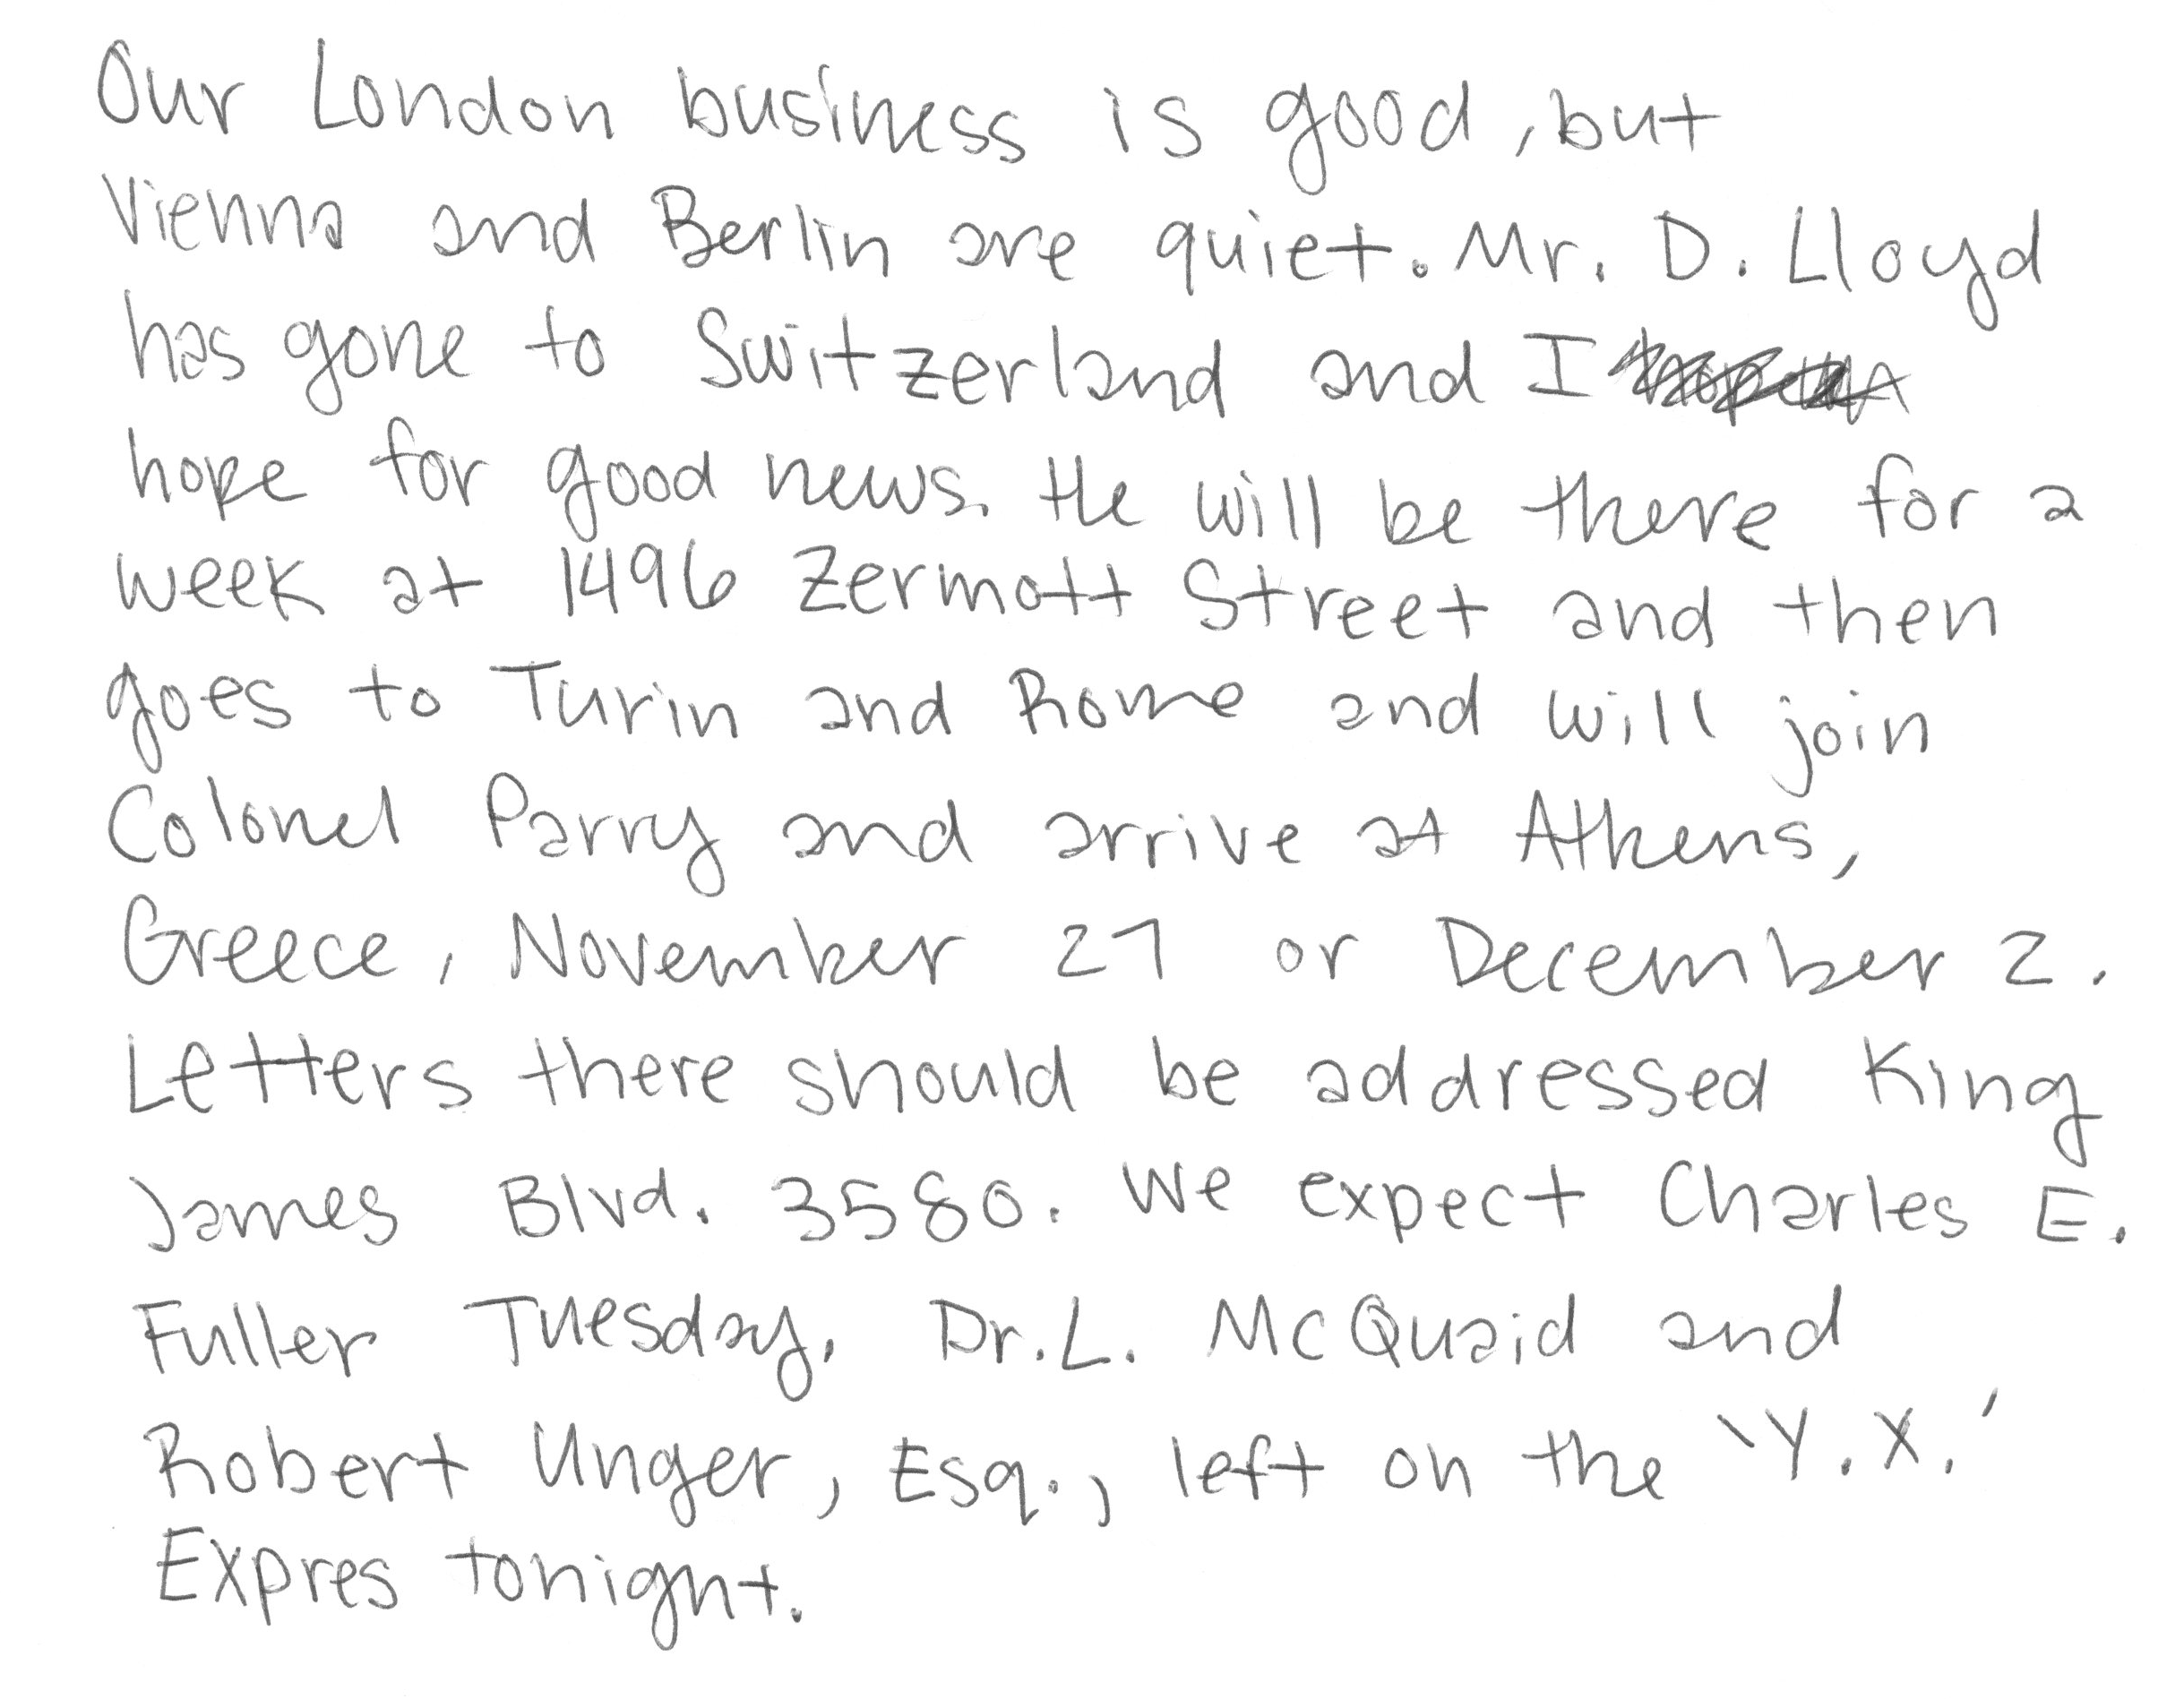 Our London business is good, but
Vienna and Berlin are quiet. Mr. D. Lloyd
has gone to Switzerland and I
hope for good news. He will be there for a
week at 1496 Zermott Street and then
goes to Turin and Rome and will join
Colonel Parry and arrive at Athens,
Greece, November 27 or December 2.
Letters there should be addressed King
James Blvd. 3580. We expect Charles E.
Fuller Tuesday. Dr. L. McQuaid and
Robert Unger, Esq., left on the 'Y.X.'
Expres tonight.